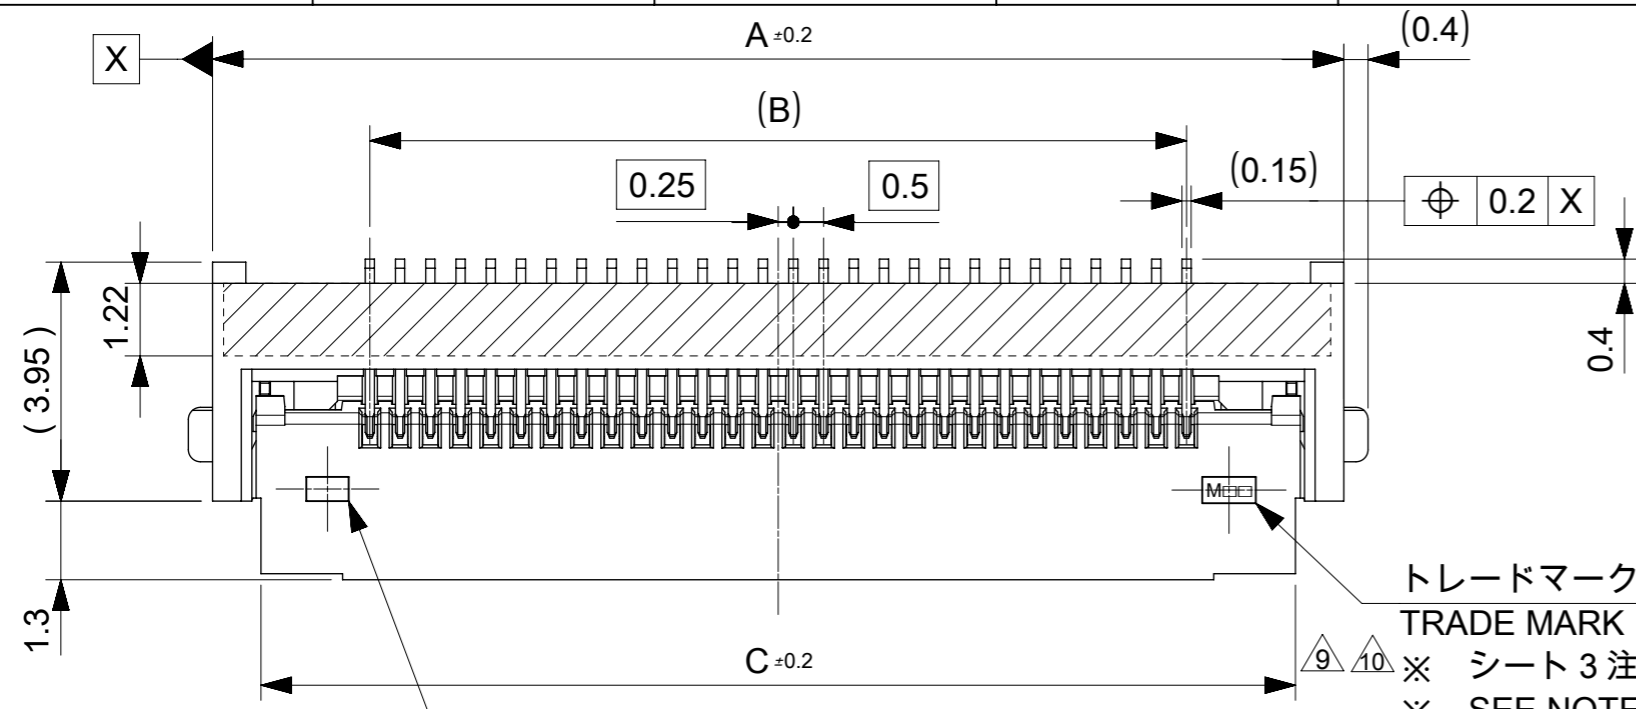 A ±0.2
(0.4)
X
(B)
0.25
0.5
(0.15)
⌖ 0.2 X
1.22
(3.95)
0.4
M□□
1.3
トレードマーク
TRADE MARK
C ±0.2
9 10 ※ シート 3 注
※ SEE NOTE